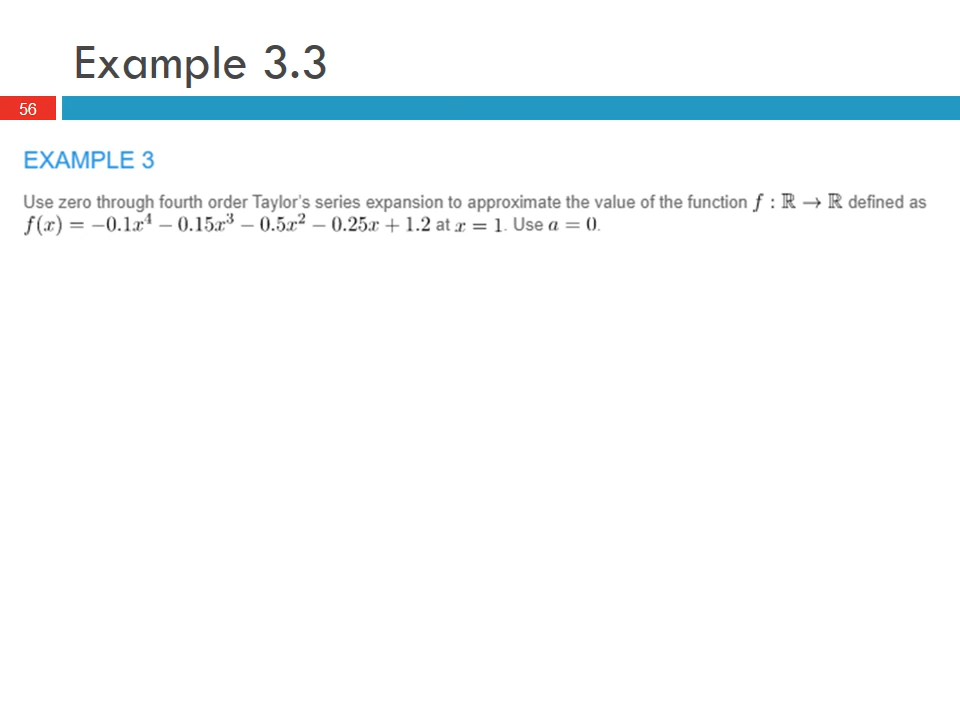 Example 3.3
56
EXAMPLE 3
Use zero through fourth order Taylor's series expansion to approximate the value of the function f : ℝ → ℝ defined as
f(x) = −0.1x⁴ − 0.15x³ − 0.5x² − 0.25x + 1.2 at x = 1. Use a = 0.